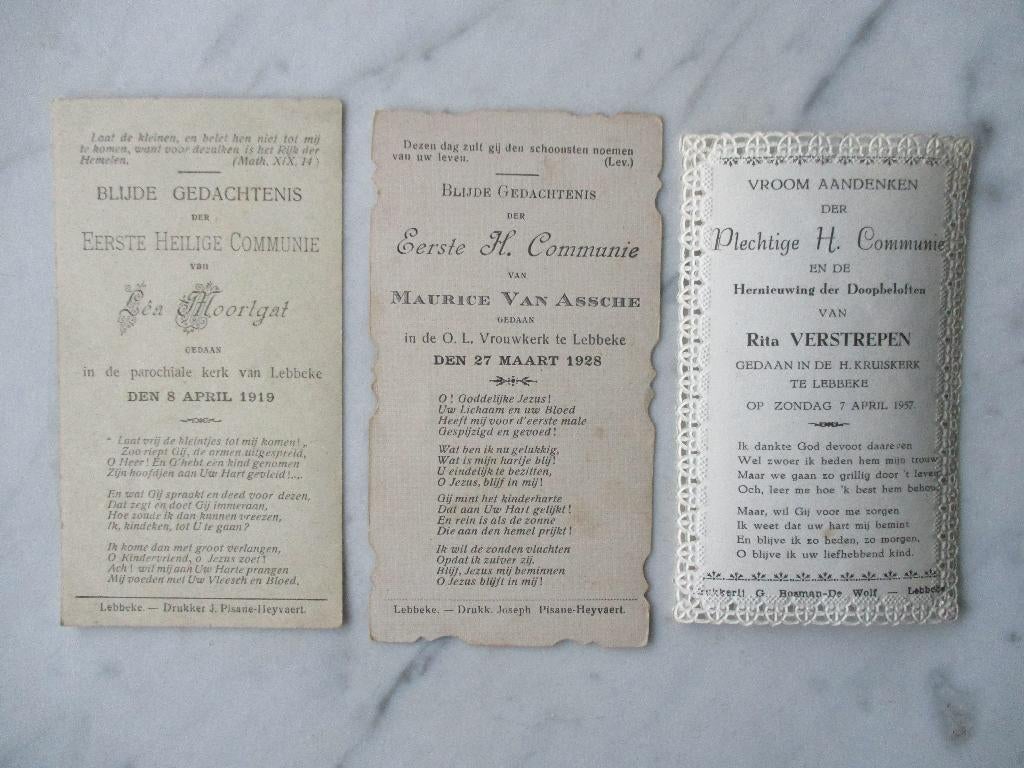 Laat de kleinen, en belet hen niet tot mij
te komen, want voor dezulken is het Rijk der
Hemelen. (Math. XIX, 14)
BLIJDE GEDACHTENIS
DER
EERSTE HEILIGE COMMUNIE
van
Léa Moortgat
GEDAAN
in de parochiale kerk van Lebbeke
DEN 8 APRIL 1919
" Laat vrij de kleintjes tot mij komen! „
Zoo riept Gij, de armen uitgespreid,
O Heer! En G'hebt een kind genomen
Zijn hoofdjen aan Uw Hart gevleid!...
En wat Gij spraakt en deed voor dezen,
Dat zegt en doet Gij immeraan,
Hoe zoude ik dan kunnen vreezen,
Ik, kindeken, tot U te gaan?
Ik kome dan met groot verlangen,
O Kindervriend, o Jezus zoet!
Ach! wil mij aan Uw Harte prangen
Mij voeden met Uw Vleesch en Bloed.
Lebbeke. — Drukker J. Pisane-Heyvaert.
Dezen dag zult gij den schoonsten noemen
van uw leven. (Lev.)
BLIJDE GEDACHTENIS
DER
Eerste H. Communie
VAN
MAURICE VAN ASSCHE
GEDAAN
in de O. L. Vrouwkerk te Lebbeke
DEN 27 MAART 1928
O! Goddelijke Jezus!
Uw Lichaam en uw Bloed
Heeft mij voor d'eerste male
Gespijzigd en gevoed!
Wat ben ik nu gelukkig,
Wat is mijn hartje blij!
U eindelijk te bezitten,
O Jezus, blijf in mij!
Gij mint het kinderharte
Dat aan Uw Hart gelijkt!
En rein is als de zonne
Die aan den hemel prijkt!
Ik wil de zonden vluchten
Opdat ik zuiver zij.
Blijf, Jezus mij beminnen
O Jezus blijft in mij!
Lebbeke. — Drukk. Joseph Pisane-Heyvaert.
VROOM AANDENKEN
DER
Plechtige H. Communie
EN DE
Hernieuwing der Doopbeloften
VAN
Rita VERSTREPEN
GEDAAN IN DE H. KRUISKERK
TE LEBBEKE
OP ZONDAG 7 APRIL 1957.
Ik dankte God devoot daareven
Wel zwoer ik heden hem mijn trouw
Maar we gaan zo grillig door 't leven
Och, leer me hoe 'k best hem behou
Maar, wil Gij voor me zorgen
Ik weet dat uw hart mij bemint
En blijve ik zo heden, zo morgen,
O blijve ik uw liefhebbend kind.
Drukkerij G. Bosman-De Wolf — Lebbeke